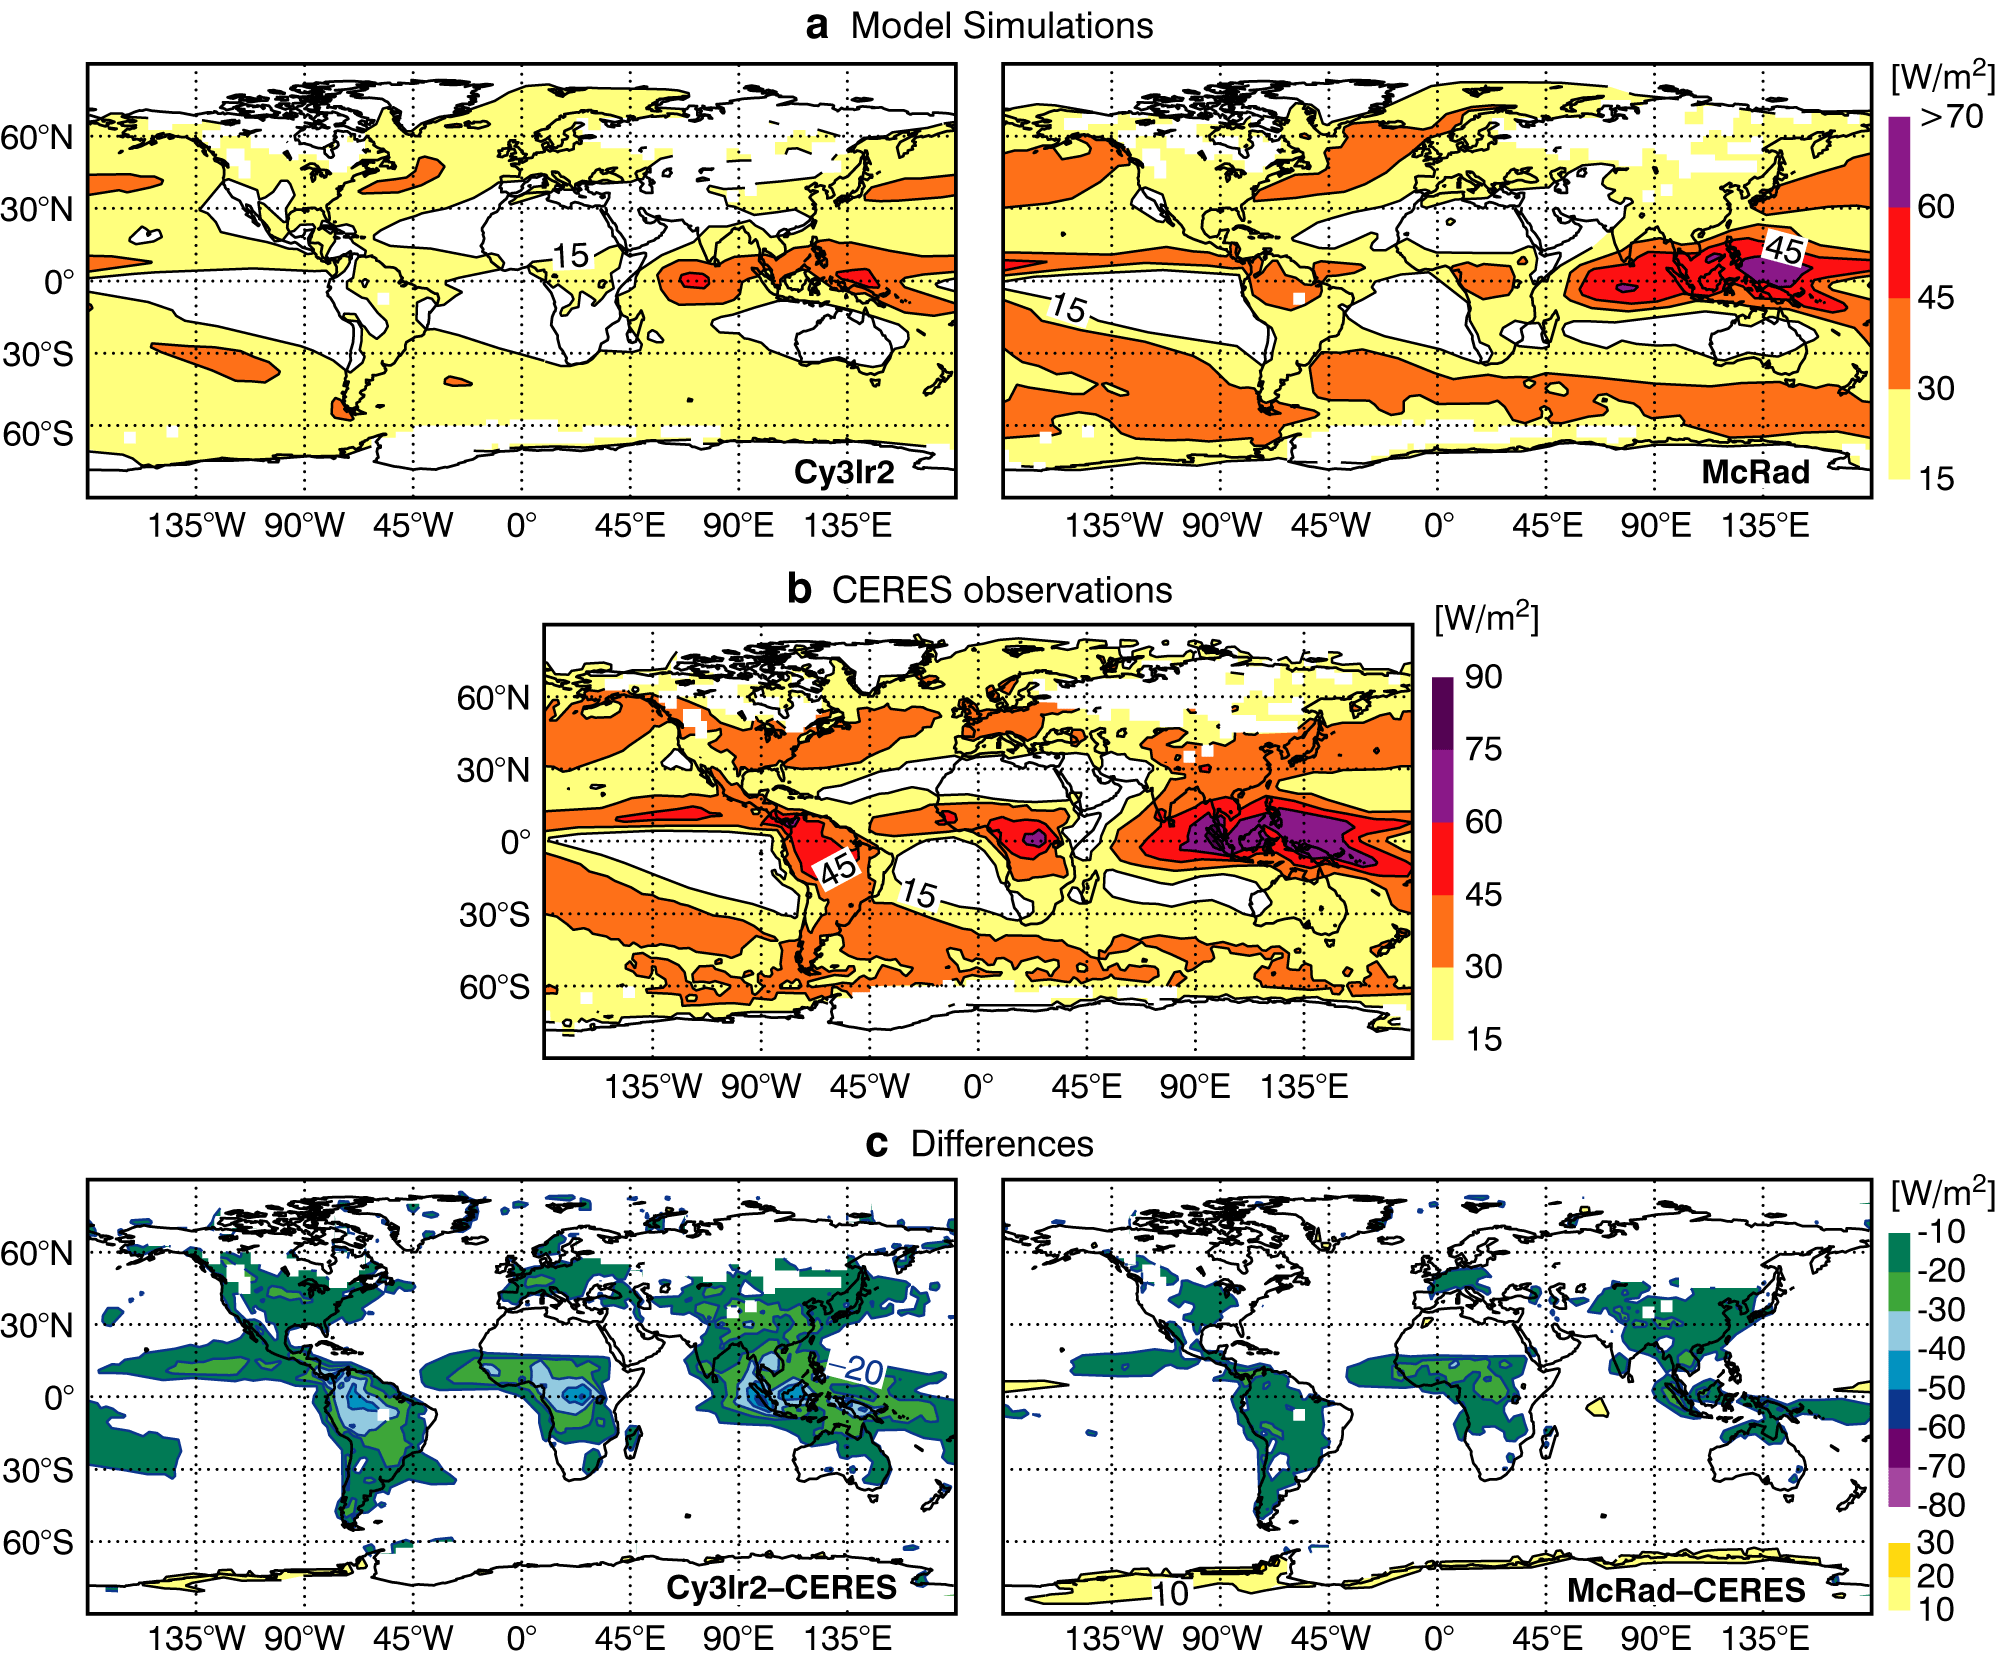 a Model Simulations
[W/m²]
>70
60
45
30
15
60°N
30°N
0°
30°S
60°S
15
Cy3Ir2
45
15
McRad
135°W 90°W 45°W 0° 45°E 90°E 135°E
135°W 90°W 45°W 0° 45°E 90°E 135°E
b CERES observations
[W/m²]
90
75
60
45
30
15
60°N
30°N
0°
30°S
60°S
45
15
135°W 90°W 45°W 0° 45°E 90°E 135°E
c Differences
[W/m²]
-10
-20
-30
-40
-50
-60
-70
-80
30
20
10
60°N
30°N
0°
30°S
60°S
−20
Cy3Ir2–CERES
10
McRad–CERES
135°W 90°W 45°W 0° 45°E 90°E 135°E
135°W 90°W 45°W 0° 45°E 90°E 135°E